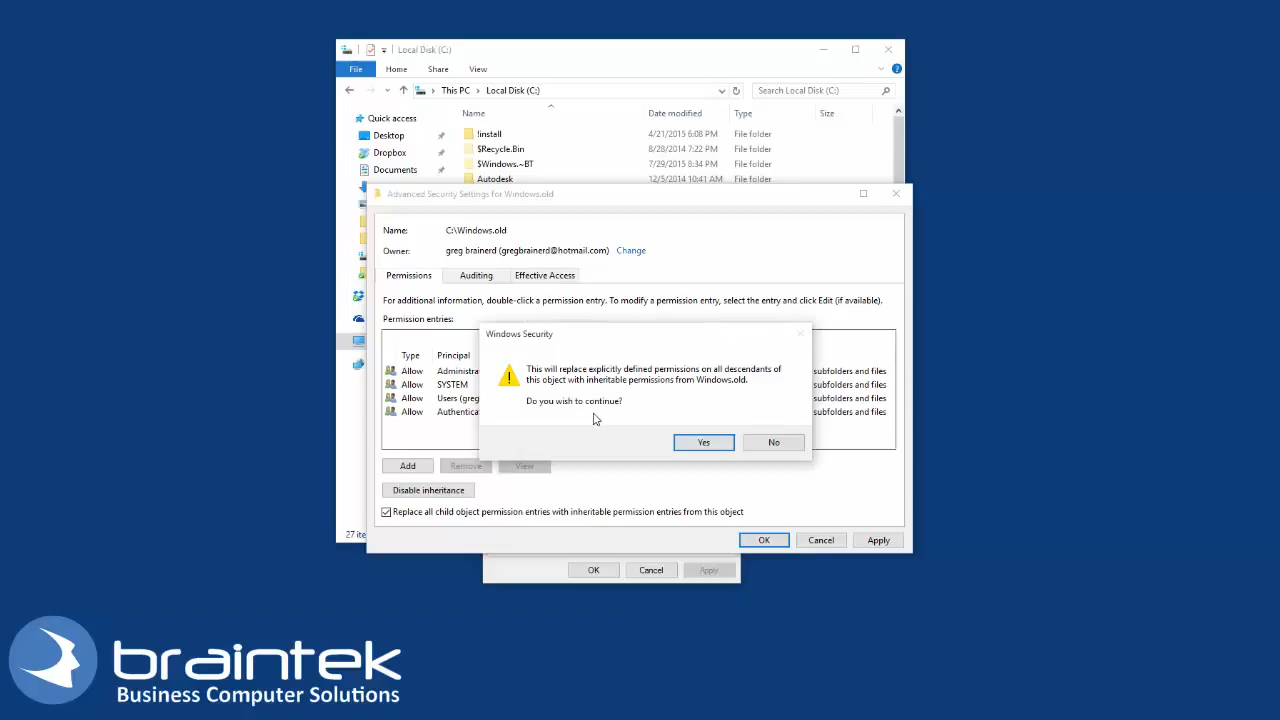 Local Disk (C:)
File Home Share View
This PC Local Disk (C:) Search Local Disk (C:)
Name Date modified Type Size
Quick access
Desktop
Dropbox
Documents
!install 4/21/2015 6:08 PM File folder
$Recycle.Bin 8/28/2014 7:22 PM File folder
$Windows.~BT 7/29/2015 8:34 PM File folder
Autodesk 12/5/2014 10:41 AM File folder
Advanced Security Settings for Windows.old
Name: C:\Windows.old
Owner: greg brainerd (gregbrainerd@hotmail.com) Change
Permissions Auditing Effective Access
For additional information, double-click a permission entry. To modify a permission entry, select the entry and click Edit (if available).
Permission entries:
Type Principal
Allow Administra subfolders and files
Allow SYSTEM subfolders and files
Allow Users (greg subfolders and files
Allow Authentica subfolders and files
Windows Security
This will replace explicitly defined permissions on all descendants of
this object with inheritable permissions from Windows.old.
Do you wish to continue?
Yes No
Add Remove View
Disable inheritance
Replace all child object permission entries with inheritable permission entries from this object
27 ite
OK Cancel Apply
OK Cancel Apply
braintek
Business Computer Solutions